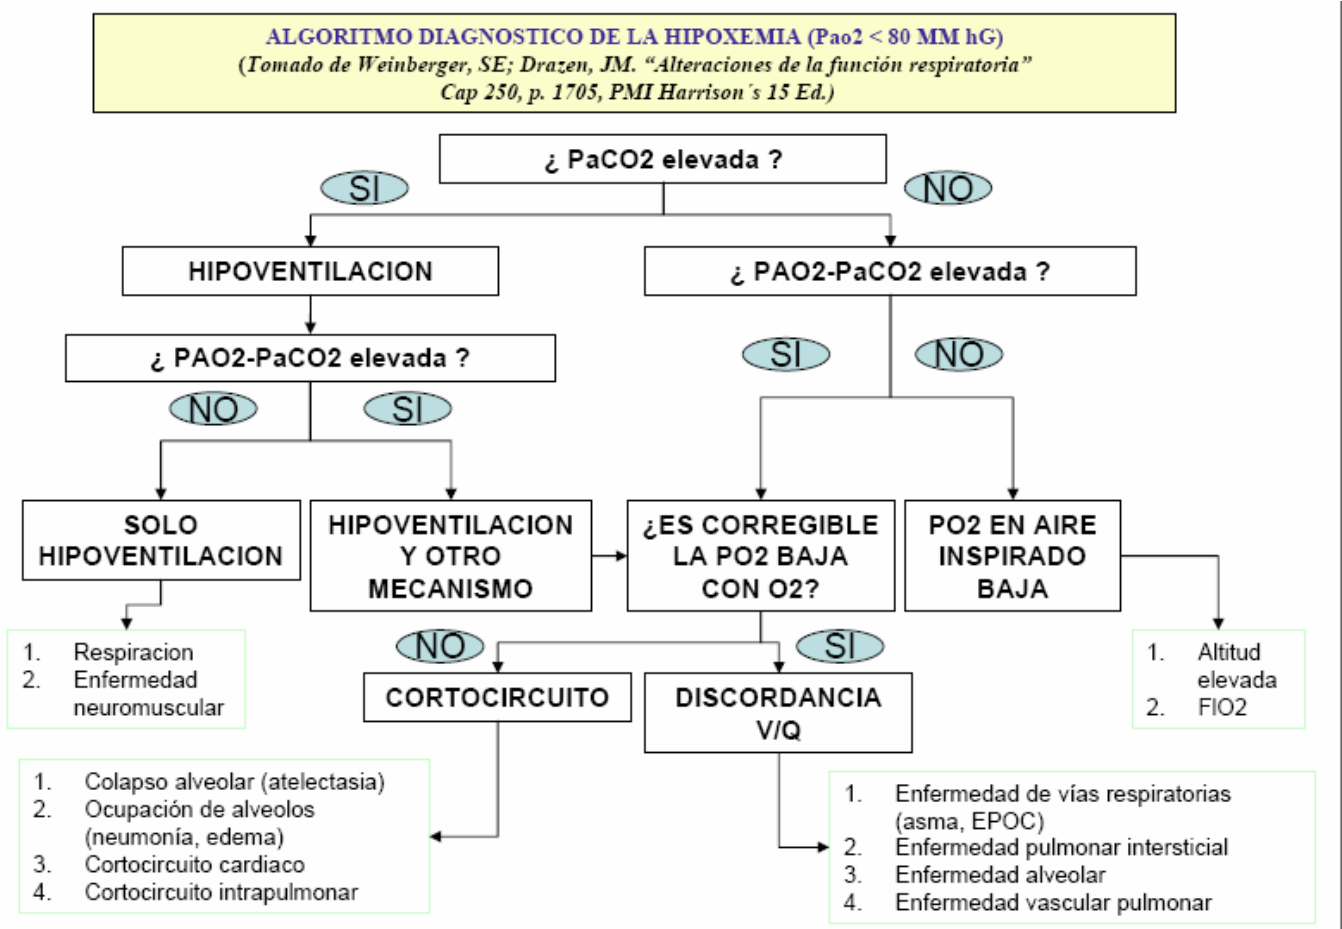 ALGORITMO DIAGNOSTICO DE LA HIPOXEMIA (Pao2 < 80 MM hG)
(Tomado de Weinberger, SE; Drazen, JM. “Alteraciones de la función respiratoria”
Cap 250, p. 1705, PMI Harrison´s 15 Ed.)
¿ PaCO2 elevada ?
SI
NO
HIPOVENTILACION
¿ PAO2-PaCO2 elevada ?
¿ PAO2-PaCO2 elevada ?
SI
NO
NO
SI
SOLO
HIPOVENTILACION
HIPOVENTILACION
Y OTRO
MECANISMO
¿ES CORREGIBLE
LA PO2 BAJA
CON O2?
PO2 EN AIRE
INSPIRADO
BAJA
1. Respiracion
2. Enfermedad
neuromuscular
NO
SI
1. Altitud
elevada
2. FIO2
CORTOCIRCUITO
DISCORDANCIA
V/Q
1. Colapso alveolar (atelectasia)
2. Ocupación de alveolos
(neumonía, edema)
3. Cortocircuito cardiaco
4. Cortocircuito intrapulmonar
1. Enfermedad de vías respiratorias
(asma, EPOC)
2. Enfermedad pulmonar intersticial
3. Enfermedad alveolar
4. Enfermedad vascular pulmonar